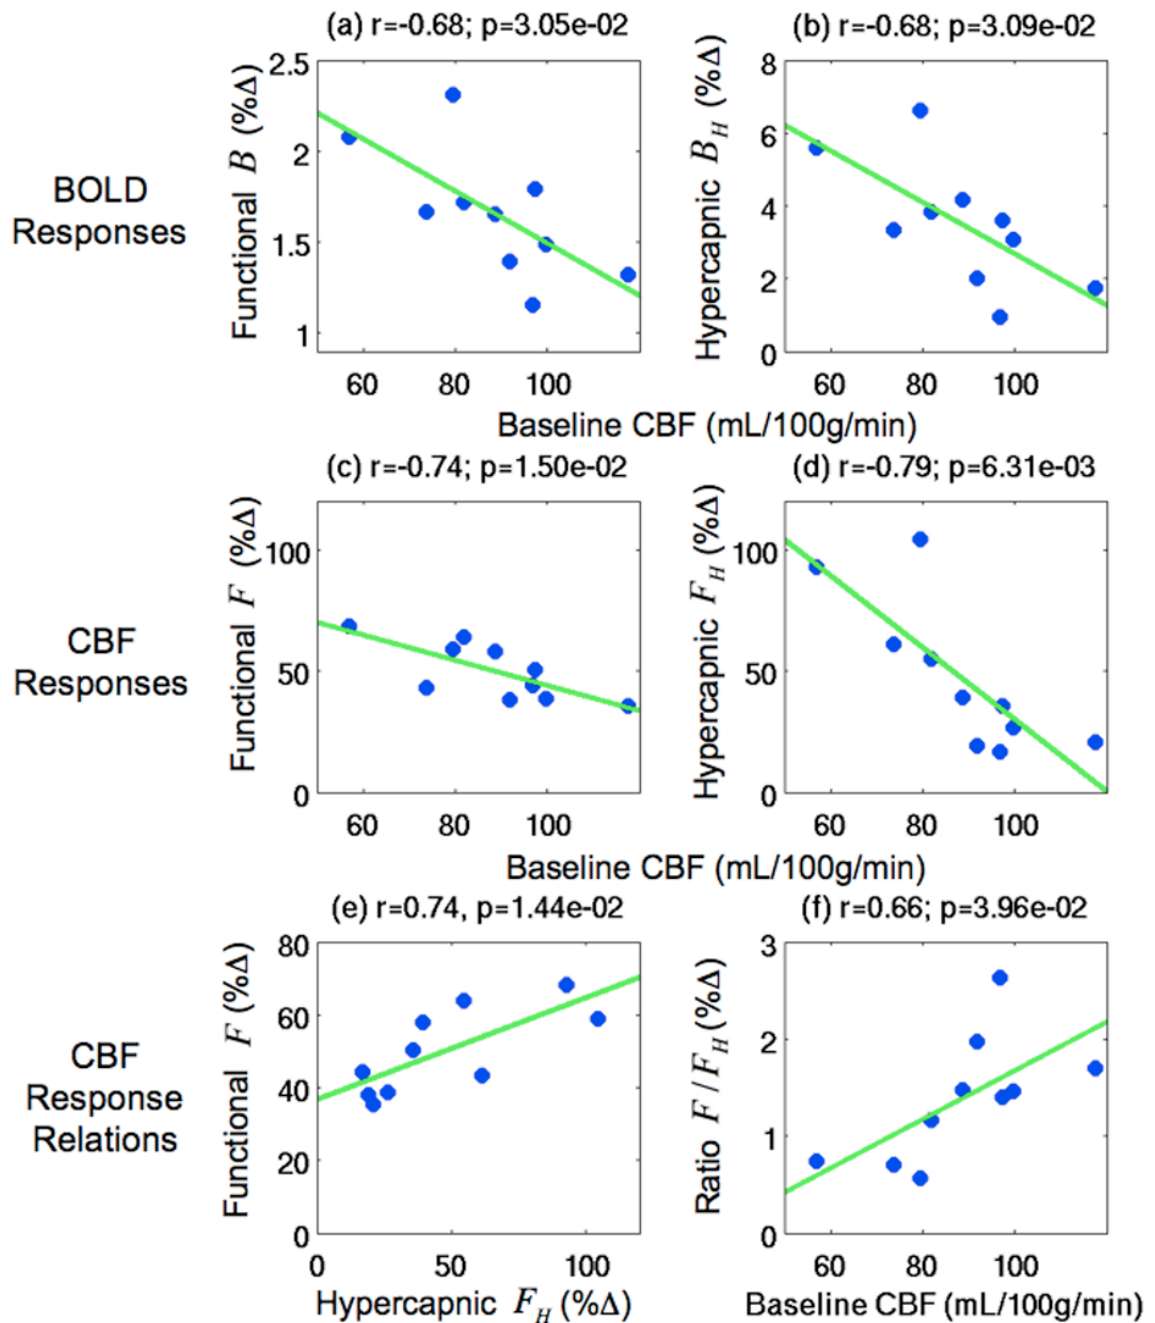 (a) r=-0.68; p=3.05e-02
(b) r=-0.68; p=3.09e-02
BOLD
Responses
Functional B (%Δ)
2.5
2
1.5
1
60 80 100
Hypercapnic B_H (%Δ)
8
6
4
2
0
60 80 100
Baseline CBF (mL/100g/min)
(c) r=-0.74; p=1.50e-02
(d) r=-0.79; p=6.31e-03
CBF
Responses
Functional F (%Δ)
100
50
0
60 80 100
Hypercapnic F_H (%Δ)
100
50
0
60 80 100
Baseline CBF (mL/100g/min)
(e) r=0.74, p=1.44e-02
(f) r=0.66; p=3.96e-02
CBF
Response
Relations
Functional F (%Δ)
80
60
40
20
0
0 50 100
Hypercapnic F_H (%Δ)
Ratio F/F_H (%Δ)
3
2
1
0
60 80 100
Baseline CBF (mL/100g/min)